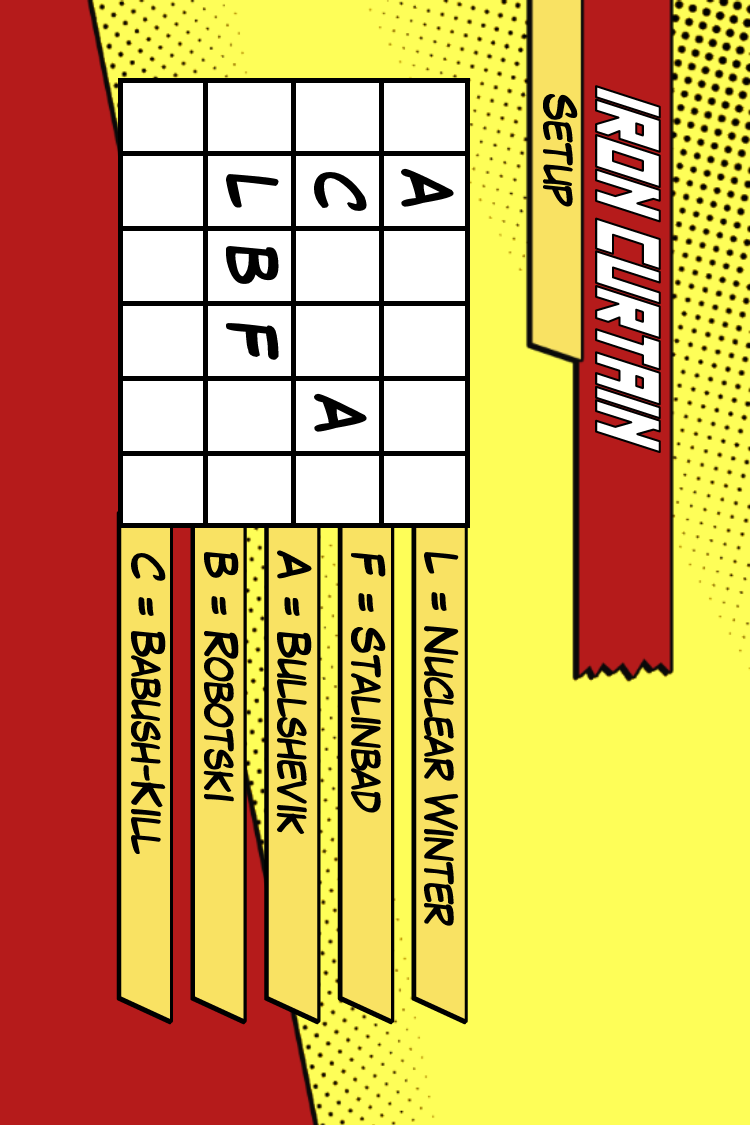 IRON CURTAIN
SETUP
A
C A
L B F
L = NUCLEAR WINTER
F = STALINBAD
A = BULLSHEVIK
B = ROBOTSKI
C = BABUSH-KILL